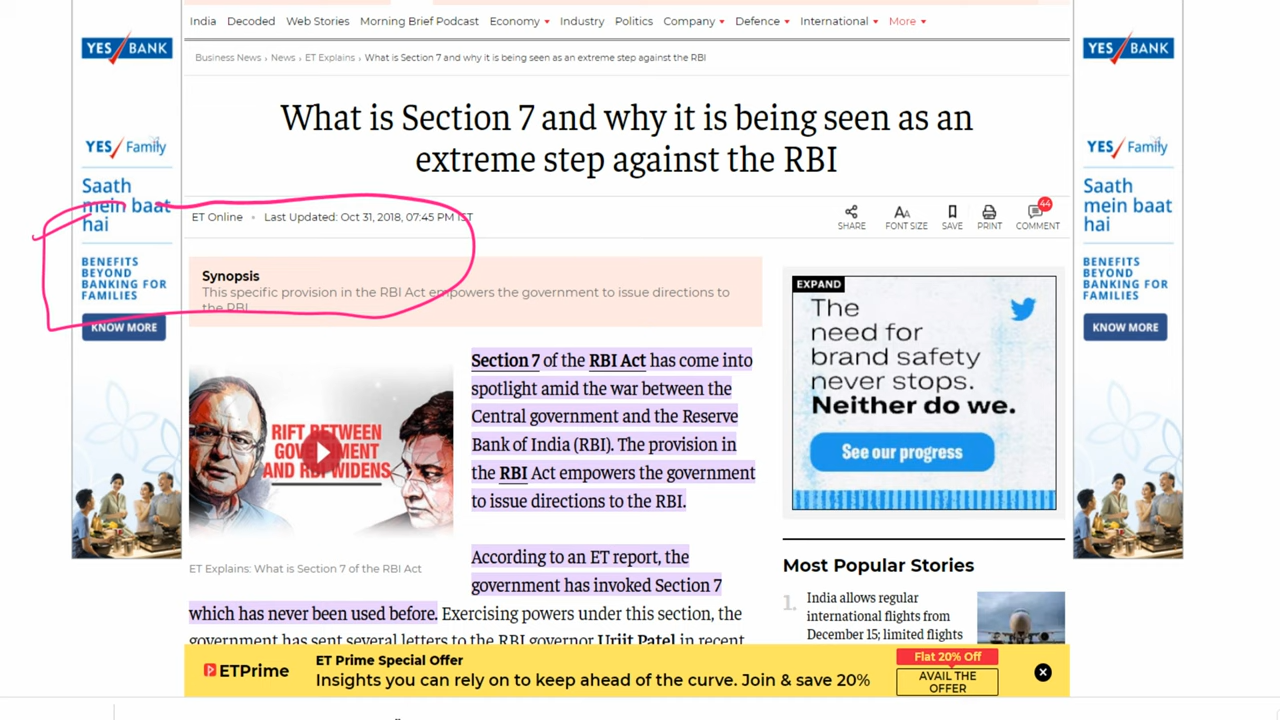 India Decoded Web Stories Morning Brief Podcast Economy Industry Politics Company Defence International More
Business News › News › ET Explains › What is Section 7 and why it is being seen as an extreme step against the RBI
What is Section 7 and why it is being seen as an
extreme step against the RBI
ET Online • Last Updated: Oct 31, 2018, 07:45 PM IST
SHARE
FONT SIZE
SAVE
PRINT
44
COMMENT
Synopsis
This specific provision in the RBI Act empowers the government to issue directions to
the RBI
RIFT BETWEEN
GOVERNMENT
AND RBI WIDENS
ET Explains: What is Section 7 of the RBI Act
Section 7 of the RBI Act has come into
spotlight amid the war between the
Central government and the Reserve
Bank of India (RBI). The provision in
the RBI Act empowers the government
to issue directions to the RBI.
According to an ET report, the
government has invoked Section 7
which has never been used before. Exercising powers under this section, the
government has sent several letters to the RBI governor Urjit Patel in recent
YES BANK
YES Family
Saath
mein baat
hai
BENEFITS
BEYOND
BANKING FOR
FAMILIES
KNOW MORE
EXPAND
The
need for
brand safety
never stops.
Neither do we.
See our progress
Most Popular Stories
1. India allows regular
international flights from
December 15; limited flights
YES BANK
YES Family
Saath
mein baat
hai
BENEFITS
BEYOND
BANKING FOR
FAMILIES
KNOW MORE
ETPrime
ET Prime Special Offer
Insights you can rely on to keep ahead of the curve. Join & save 20%
Flat 20% Off
AVAIL THE
OFFER